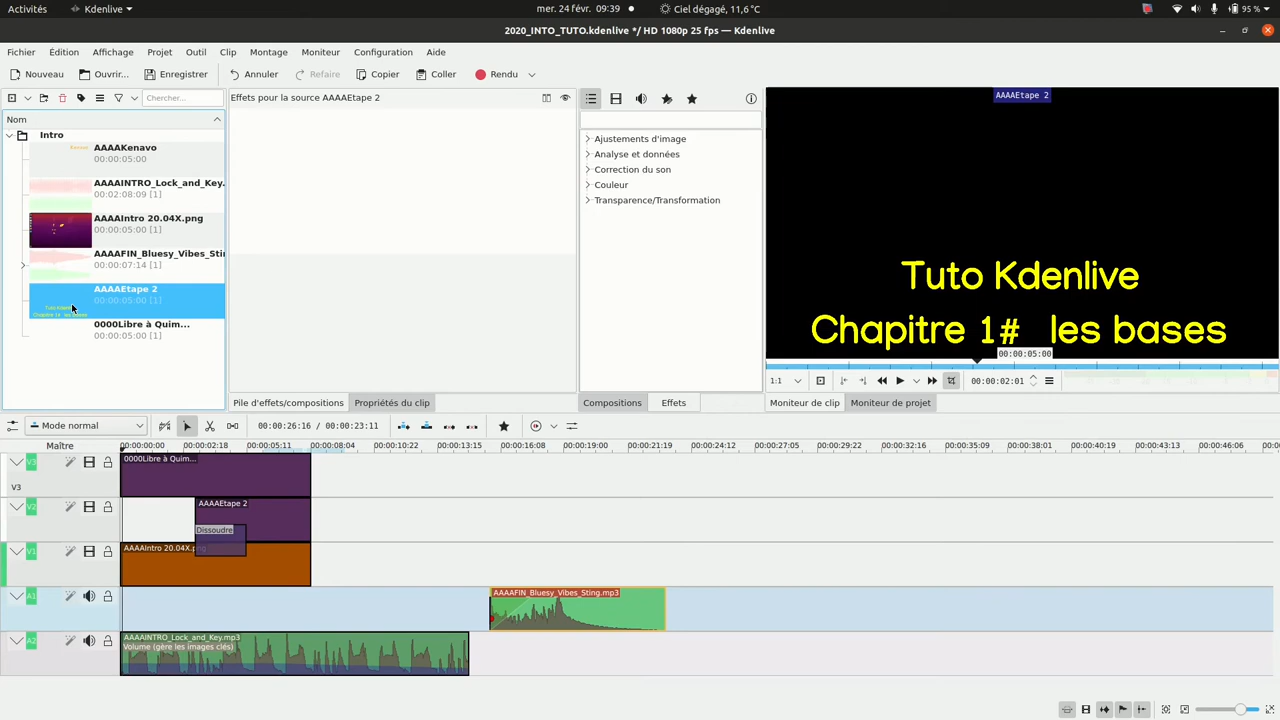 Activités
Kdenlive
mer. 24 févr. 09:39
Ciel dégagé, 11,6 °C
95 %
2020_INTO_TUTO.kdenlive */ HD 1080p 25 fps — Kdenlive
Fichier Édition Affichage Projet Outil Clip Montage Moniteur Configuration Aide
Nouveau Ouvrir... Enregistrer Annuler Refaire Copier Coller Rendu
Chercher...
Effets pour la source AAAAEtape 2
Nom
Intro
AAAAKenavo
00:00:05:00
AAAAINTRO_Lock_and_Key.
00:02:08:09 [1]
AAAAIntro 20.04X.png
00:00:05:00 [1]
AAAAFIN_Bluesy_Vibes_Stin
00:00:07:14 [1]
AAAAEtape 2
00:00:05:00 [1]
0000Libre à Quim...
00:00:05:00 [1]
Ajustements d'image
Analyse et données
Correction du son
Couleur
Transparence/Transformation
AAAAEtape 2
Tuto Kdenlive
Chapitre 1# les bases
00:00:05:00
1:1
00:00:02:01
Pile d'effets/compositions
Propriétés du clip
Compositions
Effets
Moniteur de clip
Moniteur de projet
Mode normal
00:00:26:16 / 00:00:23:11
Maître
00:00:00:00 00:00:02:18 00:00:05:11 00:00:08:04 00:00:10:22 00:00:13:15 00:00:16:08 00:00:19:00 00:00:21:19 00:00:24:12 00:00:27:05 00:00:29:22 00:00:32:16 00:00:35:09 00:00:38:01 00:00:40:19 00:00:43:13 00:00:46:06
V3
V3
0000Libre à Quim...
V2
AAAAEtape 2
Dissoudre
V1
AAAAIntro 20.04X.png
A1
AAAAFIN_Bluesy_Vibes_Sting.mp3
A2
AAAAINTRO_Lock_and_Key.mp3
Volume (gère les images clés)